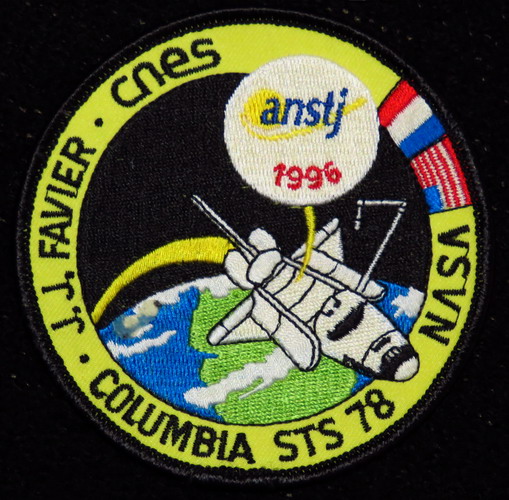 cnes
J. J. FAVIER
anstj
1996
NASA
COLUMBIA STS 78